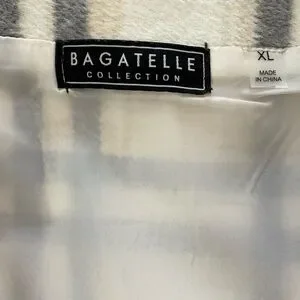 BAGATELLE
COLLECTION
XL
MADE
IN CHINA